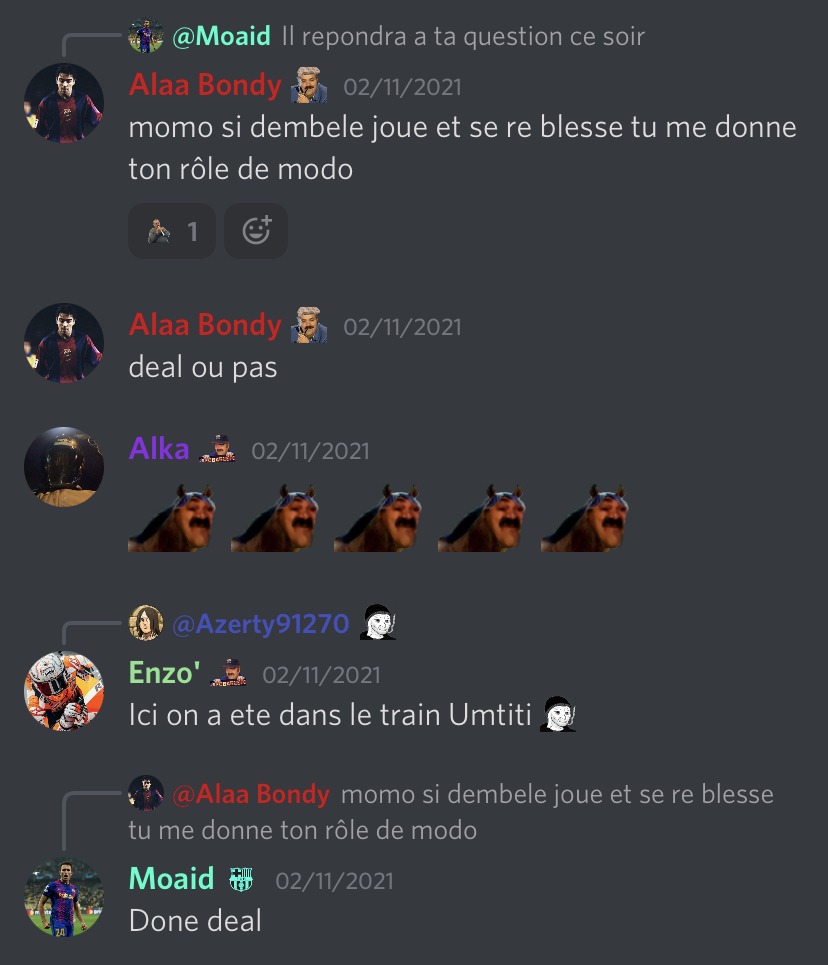 @Moaid Il repondra a ta question ce soir
Alaa Bondy 02/11/2021
momo si dembele joue et se re blesse tu me donne
ton rôle de modo
1
Alaa Bondy 02/11/2021
deal ou pas
Alka 02/11/2021
@Azerty91270
Enzo' 02/11/2021
Ici on a ete dans le train Umtiti
@Alaa Bondy momo si dembele joue et se re blesse
tu me donne ton rôle de modo
Moaid 02/11/2021
Done deal